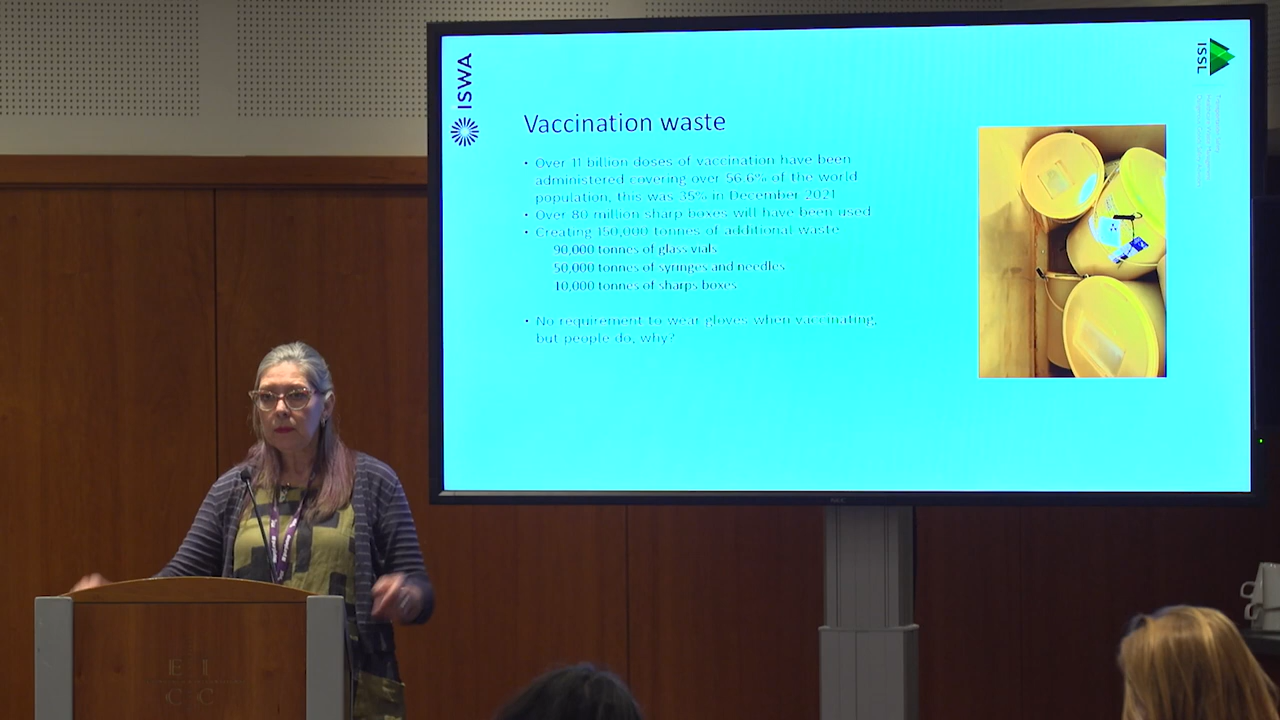 ISWA
ISSL
Vaccination waste
• Over 11 billion doses of vaccination have been
administered covering over 56.6% of the world
population, this was 35% in December 2021
• Over 80 million sharp boxes will have been used
• Creating 150,000 tonnes of additional waste
90,000 tonnes of glass vials
50,000 tonnes of syringes and needles
10,000 tonnes of sharps boxes
• No requirement to wear gloves when vaccinating,
but people do, why?
NEC
E I
C C